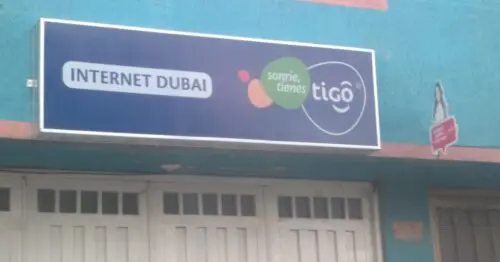 INTERNET DUBAI
sonríe,
tienes
tiGO